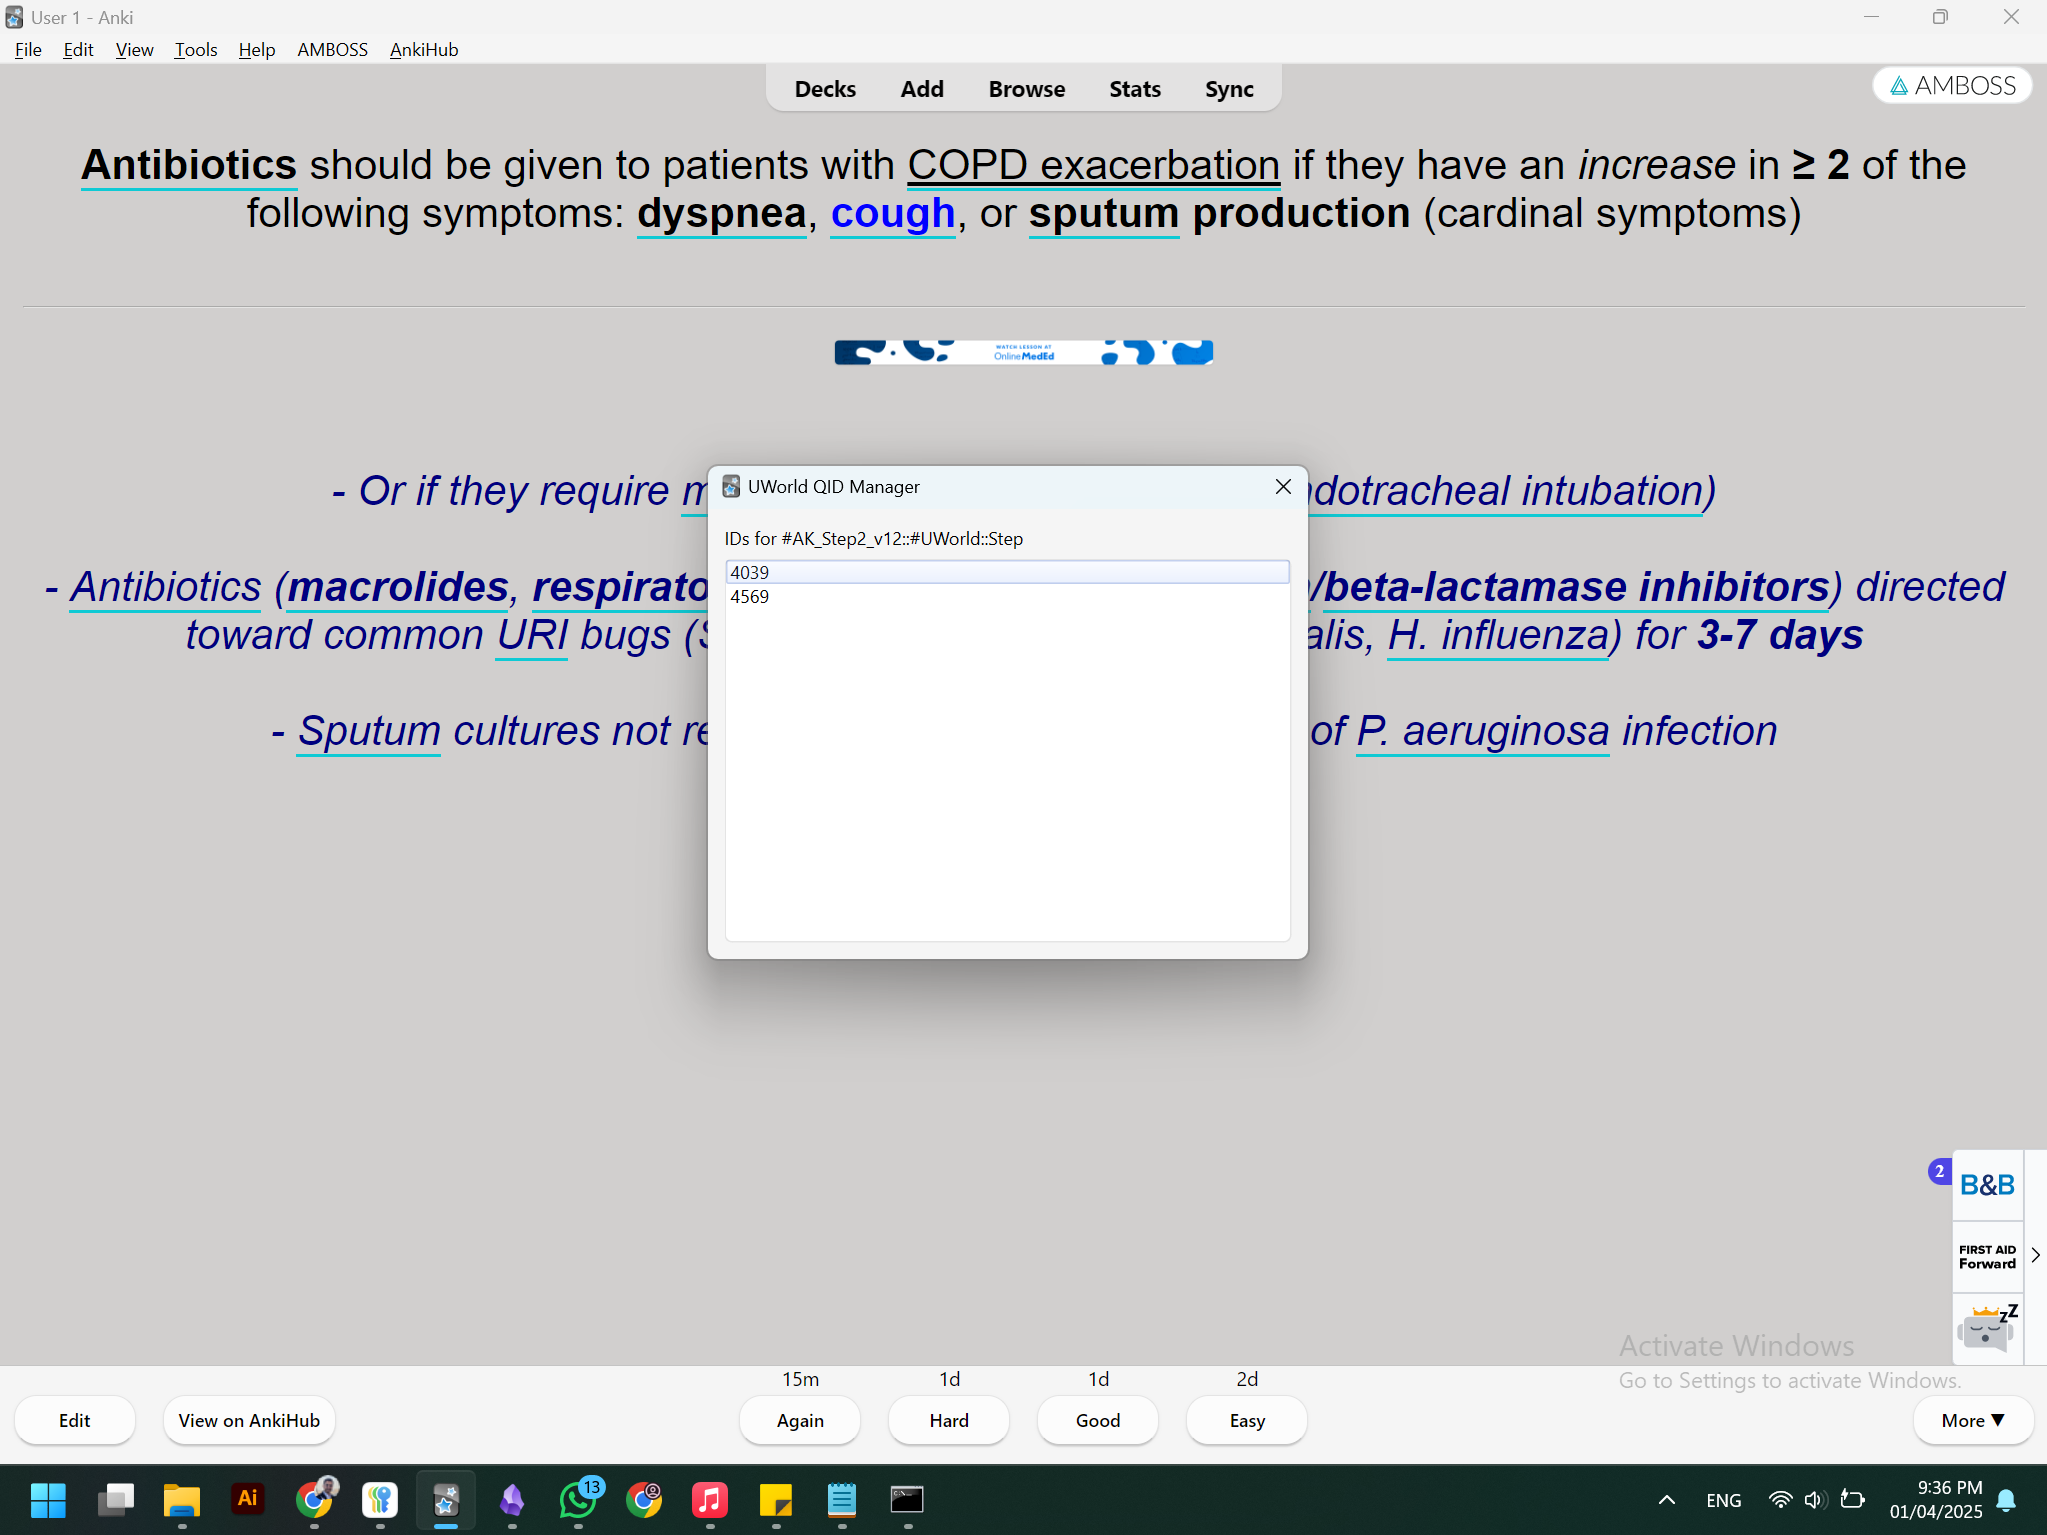 User 1 - Anki
File Edit View Tools Help AMBOSS AnkiHub
Decks Add Browse Stats Sync
AMBOSS
Antibiotics should be given to patients with COPD exacerbation if they have an increase in ≥ 2 of the
following symptoms: dyspnea, cough, or sputum production (cardinal symptoms)
WATCH LESSON AT
OnlineMedEd
- Or if they require dotracheal intubation)
- Antibiotics (macrolides, respirato /beta-lactamase inhibitors) directed
toward common URI bugs ( alis, H. influenza) for 3-7 days
- Sputum cultures not re of P. aeruginosa infection
UWorld QID Manager
IDs for #AK_Step2_v12::#UWorld::Step
4039
4569
2
B&B
FIRST AID
Forward
zZ
Activate Windows
Go to Settings to activate Windows.
15m 1d 1d 2d
Edit View on AnkiHub Again Hard Good Easy More ▼
Ai
13
ENG
9:36 PM
01/04/2025